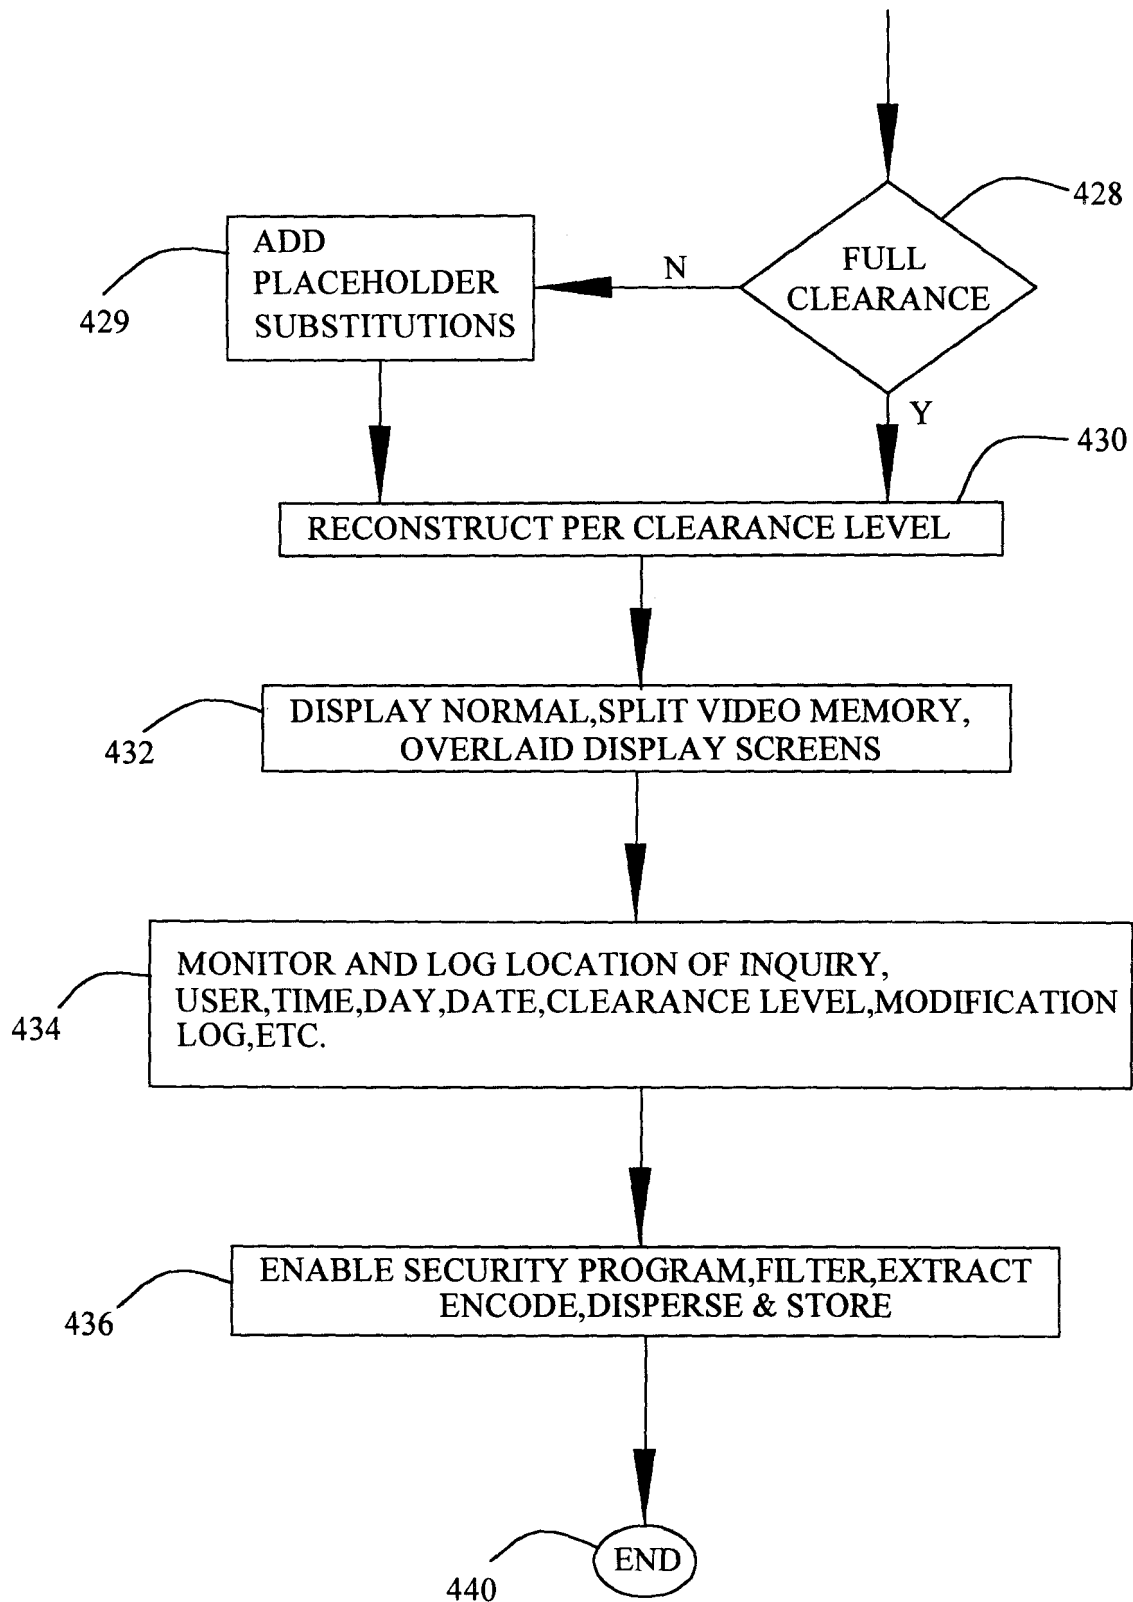 428
FULL
CLEARANCE
N
ADD
PLACEHOLDER
SUBSTITUTIONS
429
Y
430
RECONSTRUCT PER CLEARANCE LEVEL
DISPLAY NORMAL,SPLIT VIDEO MEMORY,
OVERLAID DISPLAY SCREENS
432
MONITOR AND LOG LOCATION OF INQUIRY,
USER,TIME,DAY,DATE,CLEARANCE LEVEL,MODIFICATION
LOG,ETC.
434
ENABLE SECURITY PROGRAM,FILTER,EXTRACT
ENCODE,DISPERSE & STORE
436
END
440